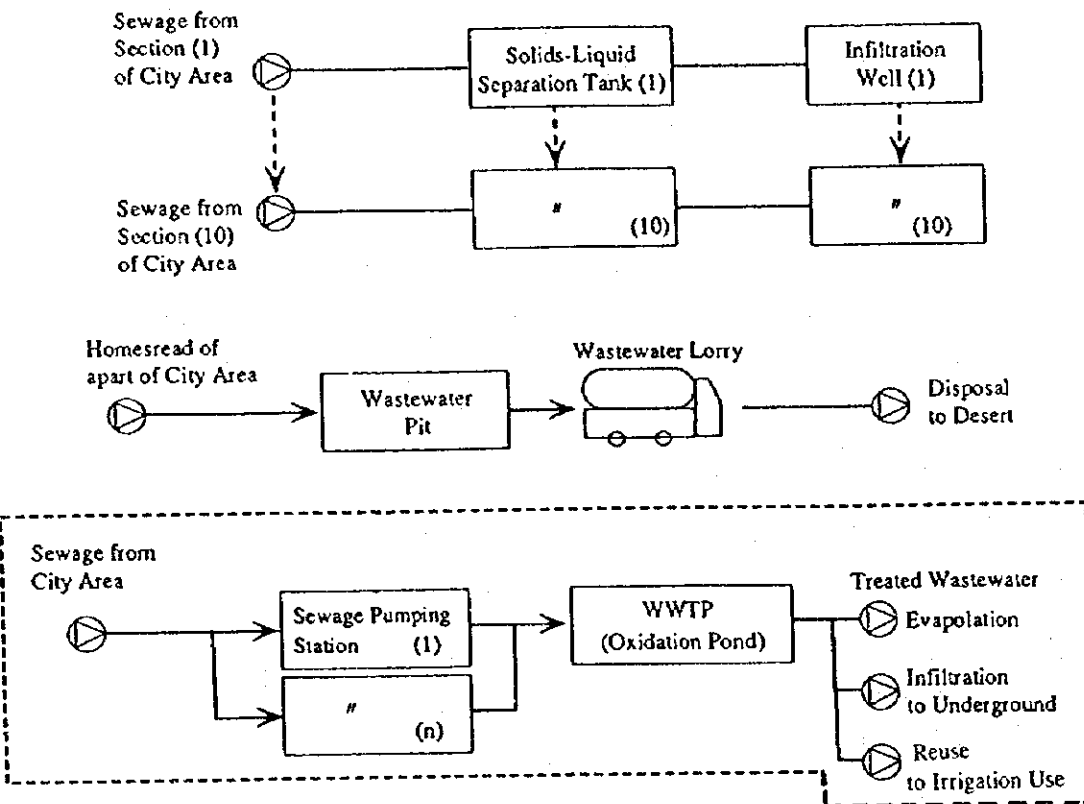 Sewage from
Section (1)
of City Area
Solids-Liquid
Separation Tank (1)
Infiltration
Well (1)
Sewage from
Section (10)
of City Area
〃
(10)
〃
(10)
Homesread of
apart of City Area
Wastewater
Pit
Wastewater Lorry
Disposal
to Desert
Sewage from
City Area
Sewage Pumping
Station (1)
〃
(n)
WWTP
(Oxidation Pond)
Treated Wastewater
Evapolation
Infiltration
to Underground
Reuse
to Irrigation Use